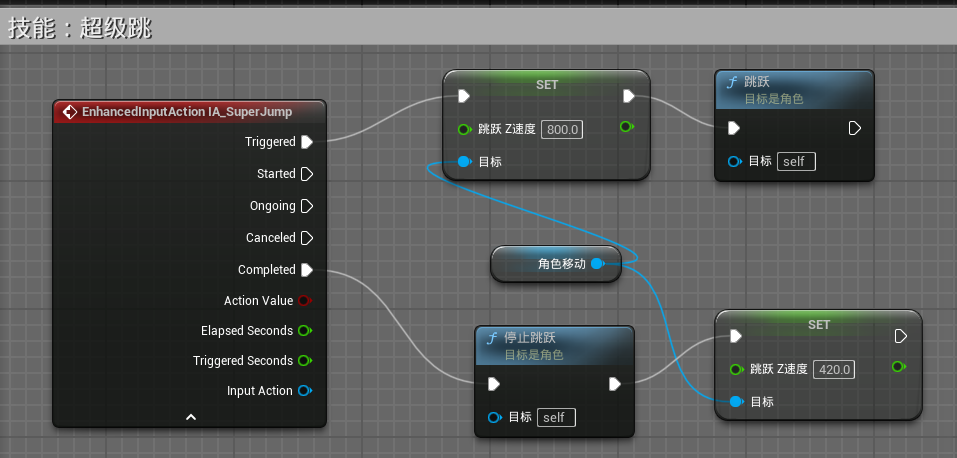 技能：超级跳
EnhancedInputAction IA_SuperJump
Triggered
Started
Ongoing
Canceled
Completed
Action Value
Elapsed Seconds
Triggered Seconds
Input Action
SET
跳跃 Z速度 800.0
目标
f 跳跃
目标是角色
目标 self
角色移动
f 停止跳跃
目标是角色
目标 self
SET
跳跃 Z速度 420.0
目标